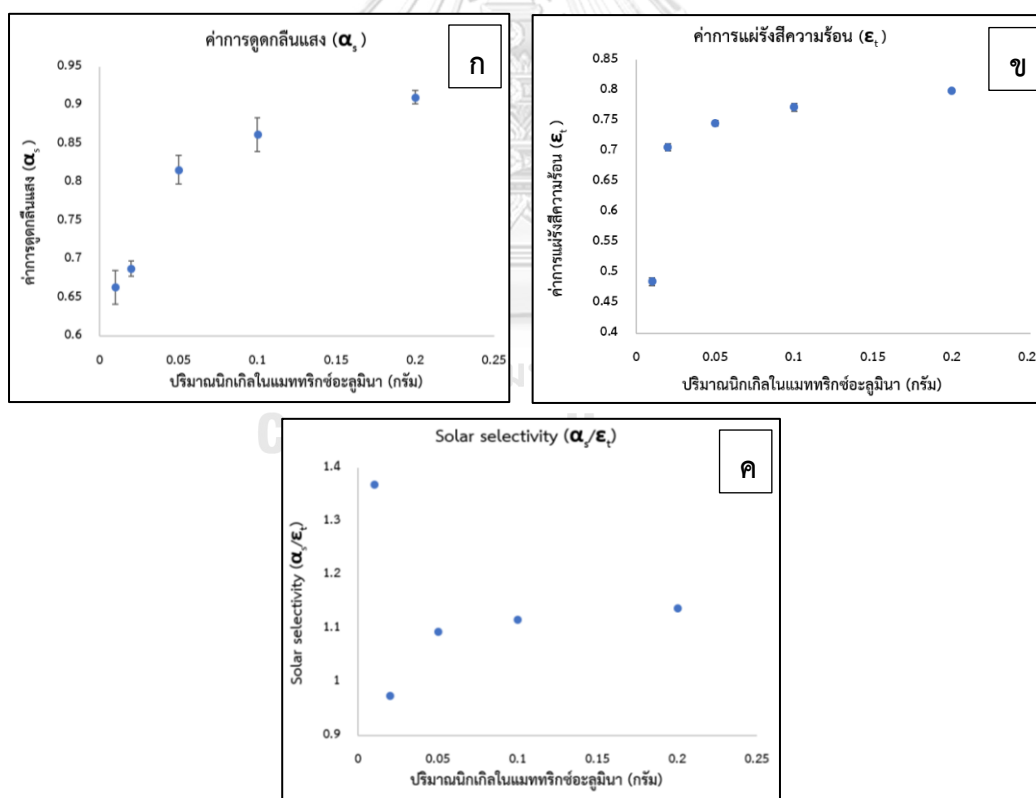 ค่าการดูดกลืนแสง (αₛ)
ก
ค่าการดูดกลืนแสง (αₛ)
0.95
0.9
0.85
0.8
0.75
0.7
0.65
0.6
0 0.05 0.1 0.15 0.2 0.25
ปริมาณนิกเกิลในแมททริกซ์อะลูมินา (กรัม)
ค่าการแผ่รังสีความร้อน (εₜ)
ข
ค่าการแผ่รังสีความร้อน (εₜ)
0.85
0.8
0.75
0.7
0.65
0.6
0.55
0.5
0.45
0.4
0 0.05 0.1 0.15 0.2 0.2
ปริมาณนิกเกิลในแมททริกซ์อะลูมินา (กรัม)
Solar selectivity (αₛ/εₜ)
ค
Solar selectivity (αₛ/εₜ)
1.4
1.3
1.2
1.1
1
0.9
0 0.05 0.1 0.15 0.2 0.25
ปริมาณนิกเกิลในแมททริกซ์อะลูมินา (กรัม)